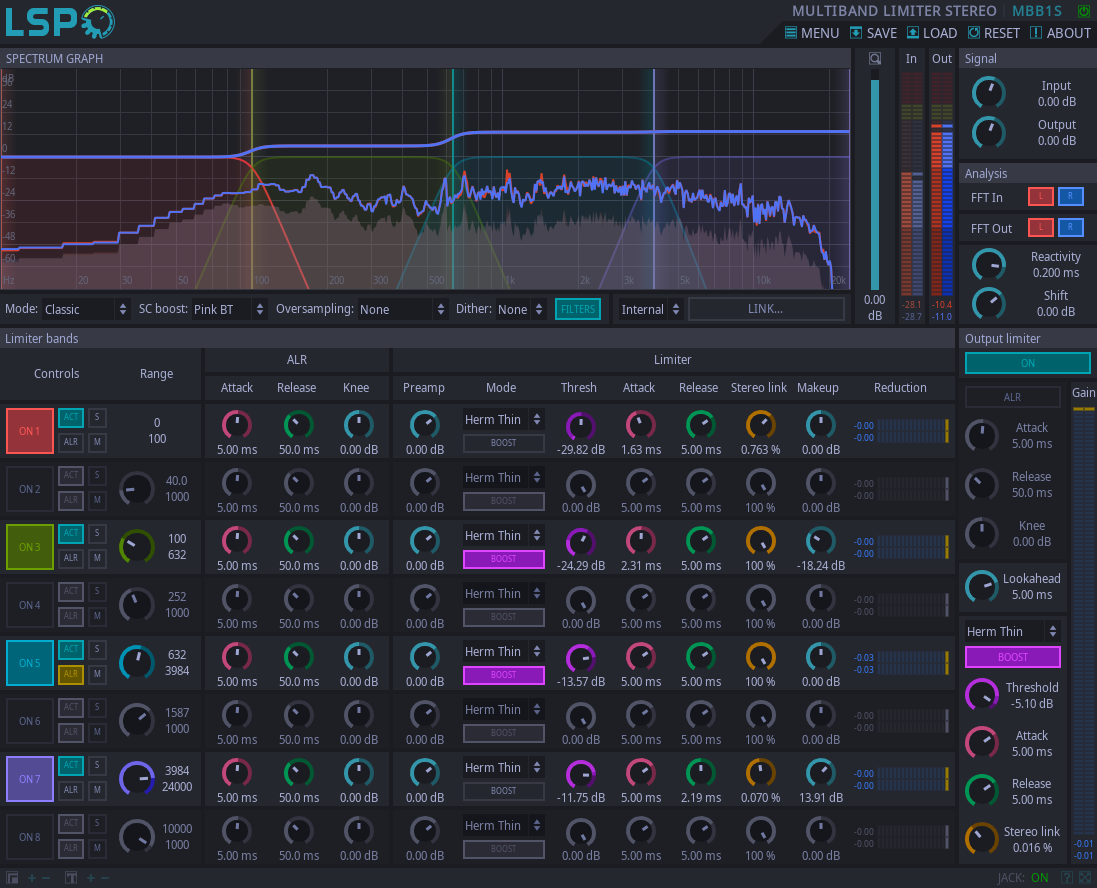 LSP
MULTIBAND LIMITER STEREO MBB1S
MENU SAVE LOAD RESET ABOUT
SPECTRUM GRAPH
In Out
Signal
dB
36
24
12
0
-12
-24
-36
-48
-60
Hz 20 30 50 100 200 300 500 1k 2k 5k 10k 20k
0.00
dB
-28.1 -10.4
-28.7 -11.0
Input
0.00 dB
Output
0.00 dB
Analysis
FFT In L R
FFT Out L R
Reactivity
0.200 ms
Shift
0.00 dB
Mode: Classic SC boost: Pink BT Oversampling: None Dither: None FILTERS Internal LINK...
Limiter bands
Controls Range
ALR
Attack Release Knee
Limiter
Preamp Mode Thresh Attack Release Stereo link Makeup Reduction
ON 1 ACT S ALR M 0 100
5.00 ms 50.0 ms 0.00 dB 0.00 dB Herm Thin BOOST -29.82 dB 1.63 ms 5.00 ms 0.763 % 0.00 dB -0.00 -0.00
ON 2 ACT S ALR M 40.0 1000
5.00 ms 50.0 ms 0.00 dB 0.00 dB Herm Thin BOOST 0.00 dB 5.00 ms 5.00 ms 100 % 0.00 dB -0.00 -0.00
ON 3 ACT S ALR M 100 632
5.00 ms 50.0 ms 0.00 dB 0.00 dB Herm Thin BOOST -24.29 dB 2.31 ms 5.00 ms 100 % -18.24 dB -0.00 -0.00
ON 4 ACT S ALR M 252 1000
5.00 ms 50.0 ms 0.00 dB 0.00 dB Herm Thin BOOST 0.00 dB 5.00 ms 5.00 ms 100 % 0.00 dB -0.00 -0.00
ON 5 ACT S ALR M 632 3984
5.00 ms 50.0 ms 0.00 dB 0.00 dB Herm Thin BOOST -13.57 dB 5.00 ms 5.00 ms 100 % 0.00 dB -0.03 -0.03
ON 6 ACT S ALR M 1587 1000
5.00 ms 50.0 ms 0.00 dB 0.00 dB Herm Thin BOOST 0.00 dB 5.00 ms 5.00 ms 100 % 0.00 dB -0.00 -0.00
ON 7 ACT S ALR M 3984 24000
5.00 ms 50.0 ms 0.00 dB 0.00 dB Herm Thin BOOST -11.75 dB 5.00 ms 2.19 ms 0.070 % 13.91 dB -0.00 -0.00
ON 8 ACT S ALR M 10000 1000
5.00 ms 50.0 ms 0.00 dB 0.00 dB Herm Thin BOOST 0.00 dB 5.00 ms 5.00 ms 100 % 0.00 dB -0.00 -0.00
Output limiter
ON
ALR
Gain
Attack
5.00 ms
Release
50.0 ms
Knee
0.00 dB
Lookahead
5.00 ms
Herm Thin
BOOST
Threshold
-5.10 dB
Attack
5.00 ms
Release
5.00 ms
Stereo link
0.016 %
-0.01
-0.01
JACK: ON